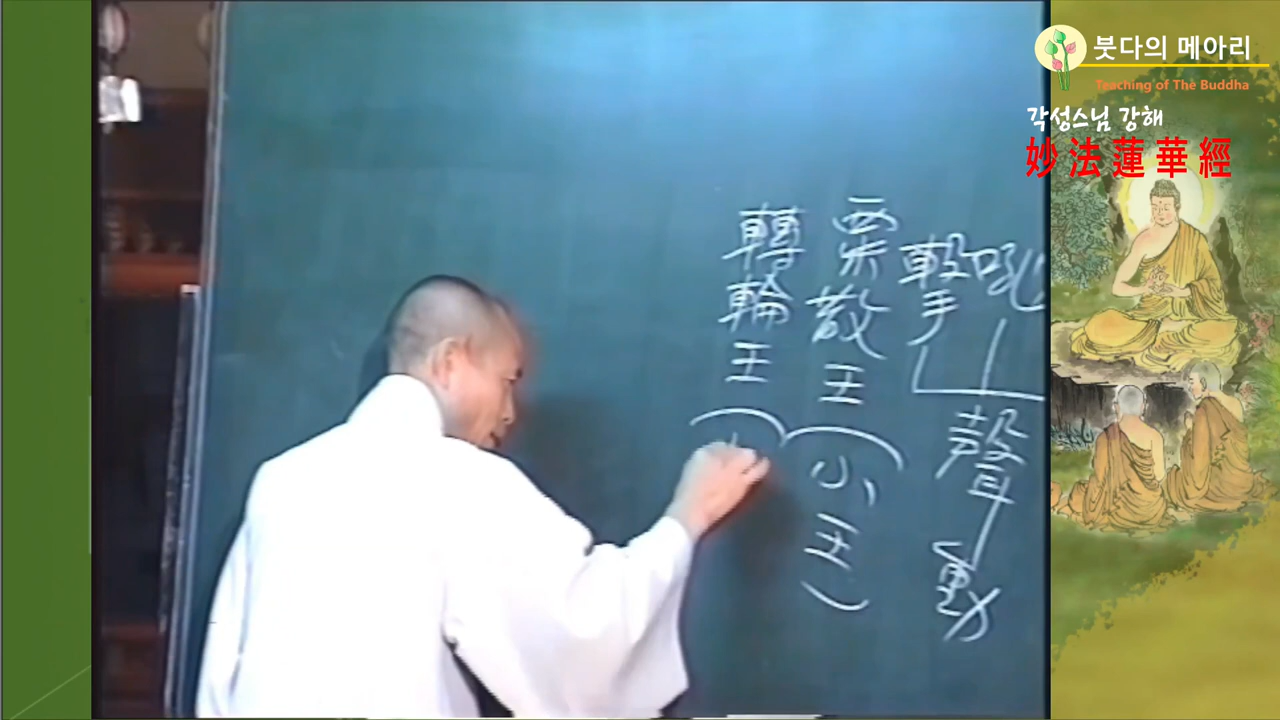 붓다의 메아리
Teaching of The Buddha
각성스님 강해
妙法蓮華經
吼
擊
聲動
粟散王(小王)
轉輪王(